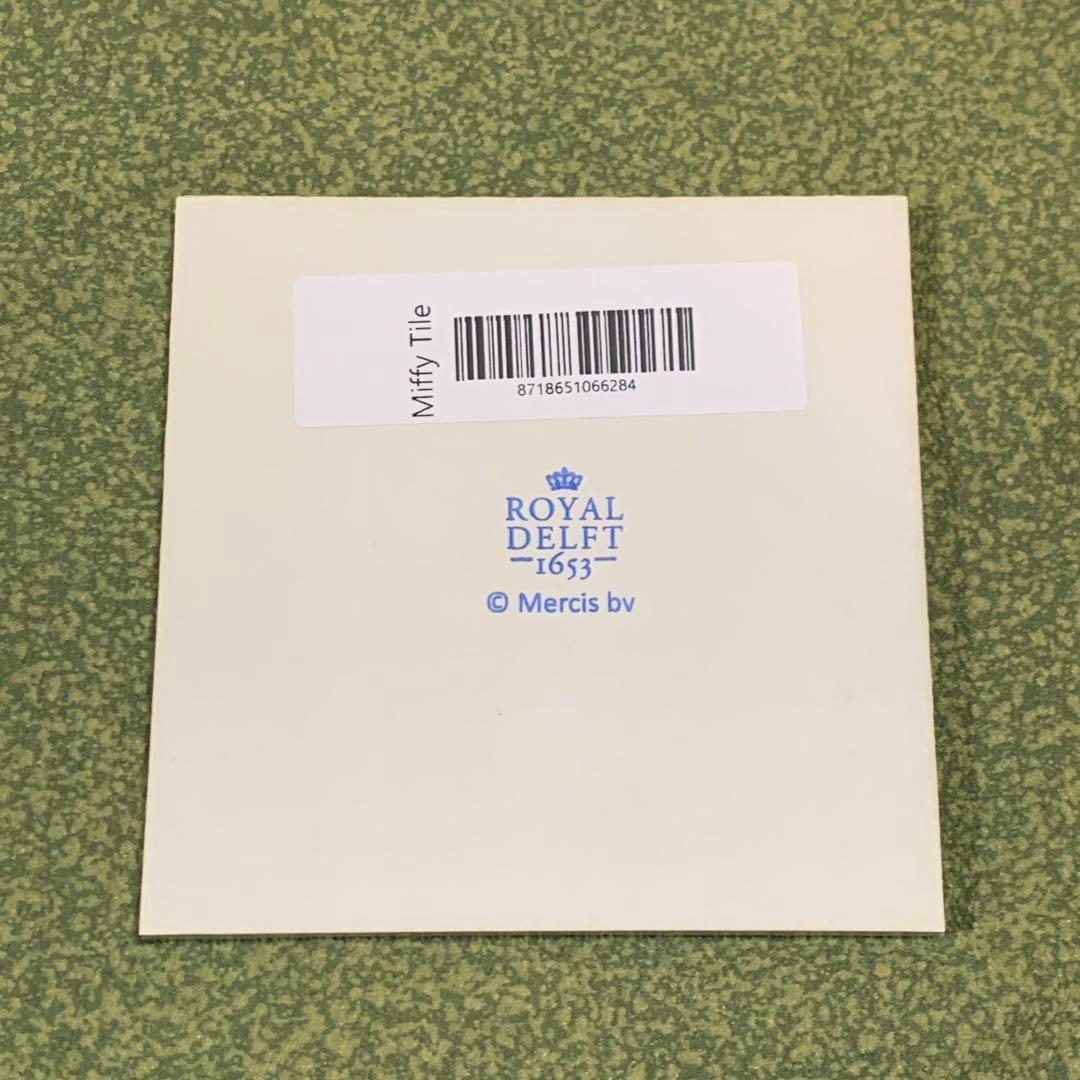 Miffy Tile
8718651066284
ROYAL
DELFT
1653
© Mercis bv